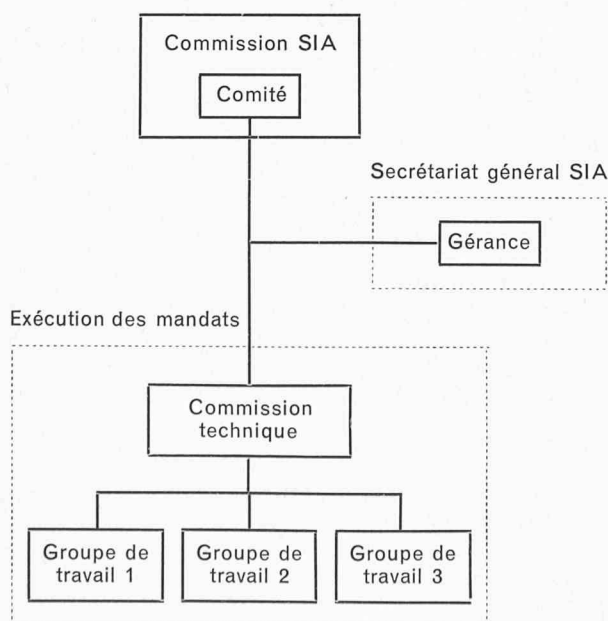 Commission SIA
Comité
Secrétariat général SIA
Gérance
Exécution des mandats
Commission
technique
Groupe de
travail 1
Groupe de
travail 2
Groupe de
travail 3